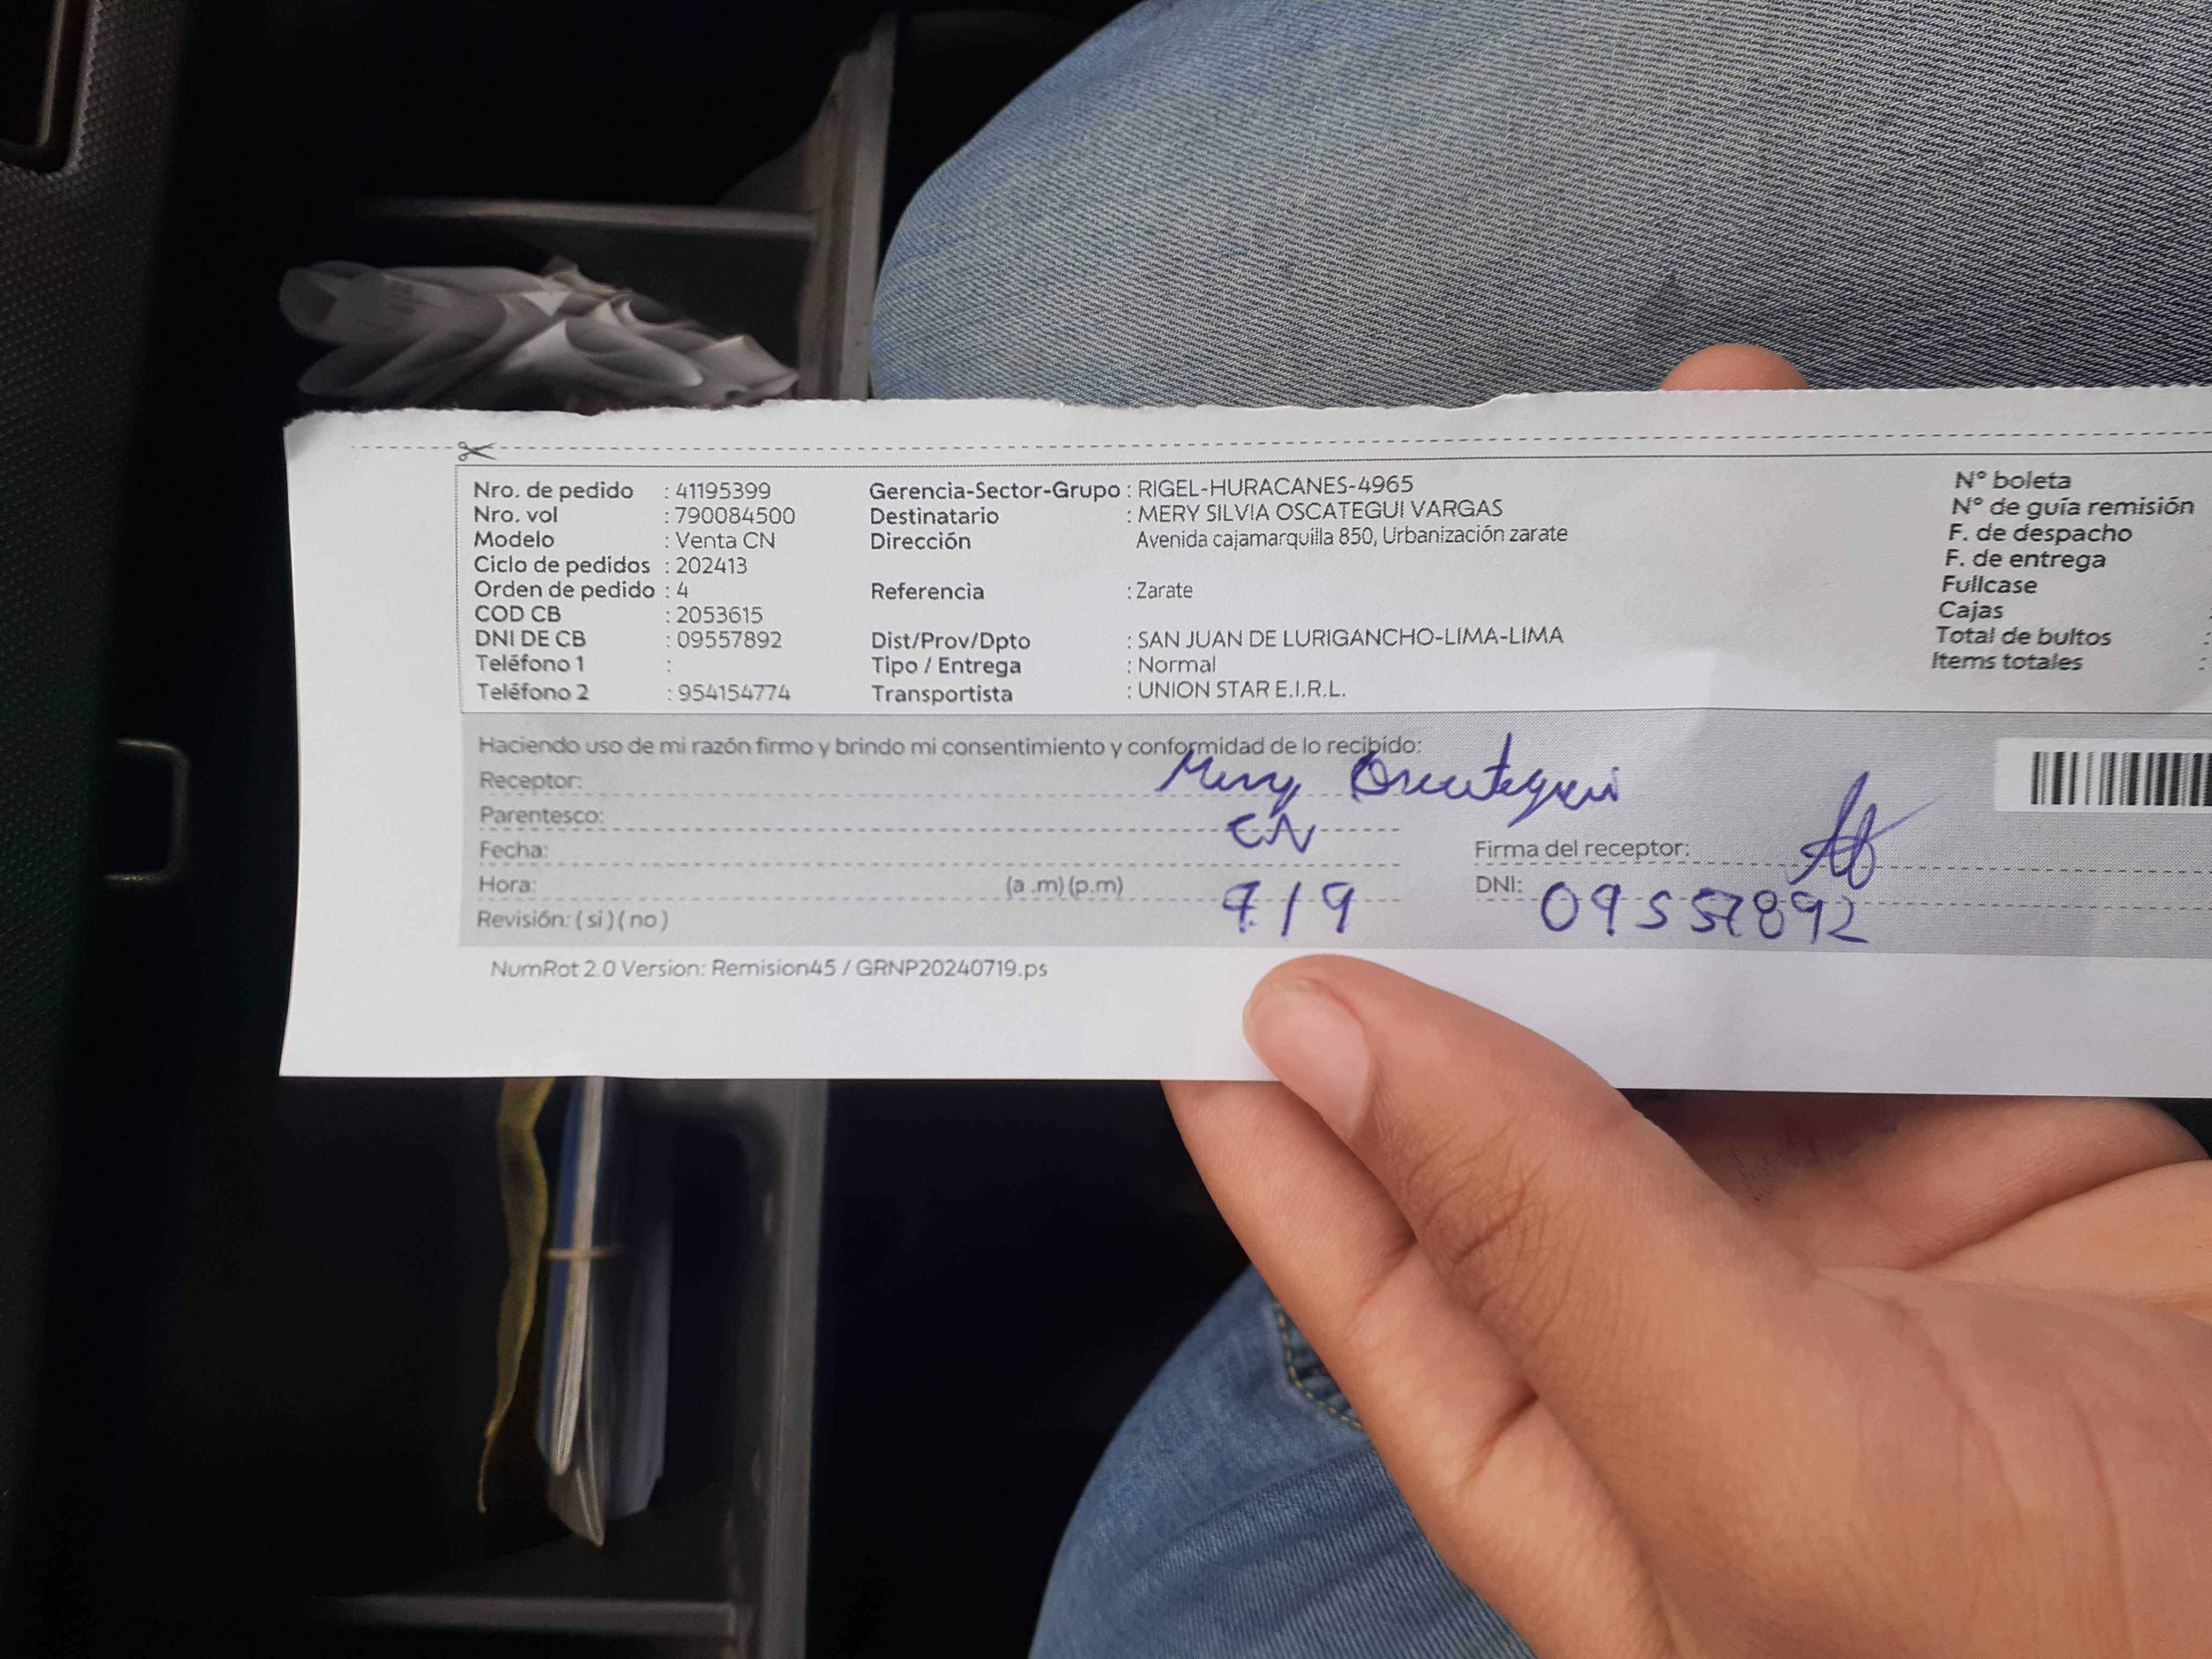 Nro. de pedido : 41195399 Gerencia-Sector-Grupo : RIGEL-HURACANES-4965 N° boleta
Nro. vol : 790084500 Destinatario : MERY SILVIA OSCATEGUI VARGAS N° de guía remisión
Modelo : Venta CN Dirección Avenida cajamarquilla 850, Urbanización zarate F. de despacho
Ciclo de pedidos : 202413 F. de entrega
Orden de pedido : 4 Referencia : Zarate Fullcase
COD CB : 2053615 Cajas
DNI DE CB : 09557892 Dist/Prov/Dpto : SAN JUAN DE LURIGANCHO-LIMA-LIMA Total de bultos :
Teléfono 1 : Tipo / Entrega : Normal Items totales :
Teléfono 2 : 954154774 Transportista : UNION STAR E.I.R.L.
Haciendo uso de mi razón firmo y brindo mi consentimiento y conformidad de lo recibido:
Receptor: Mery Oscategui
Parentesco: CN
Fecha: Firma del receptor:
Hora: (a .m) (p.m) 9/9 DNI: 09557892
Revisión: ( si ) ( no )
NumRot 2.0 Version: Remision45 / GRNP20240719.ps